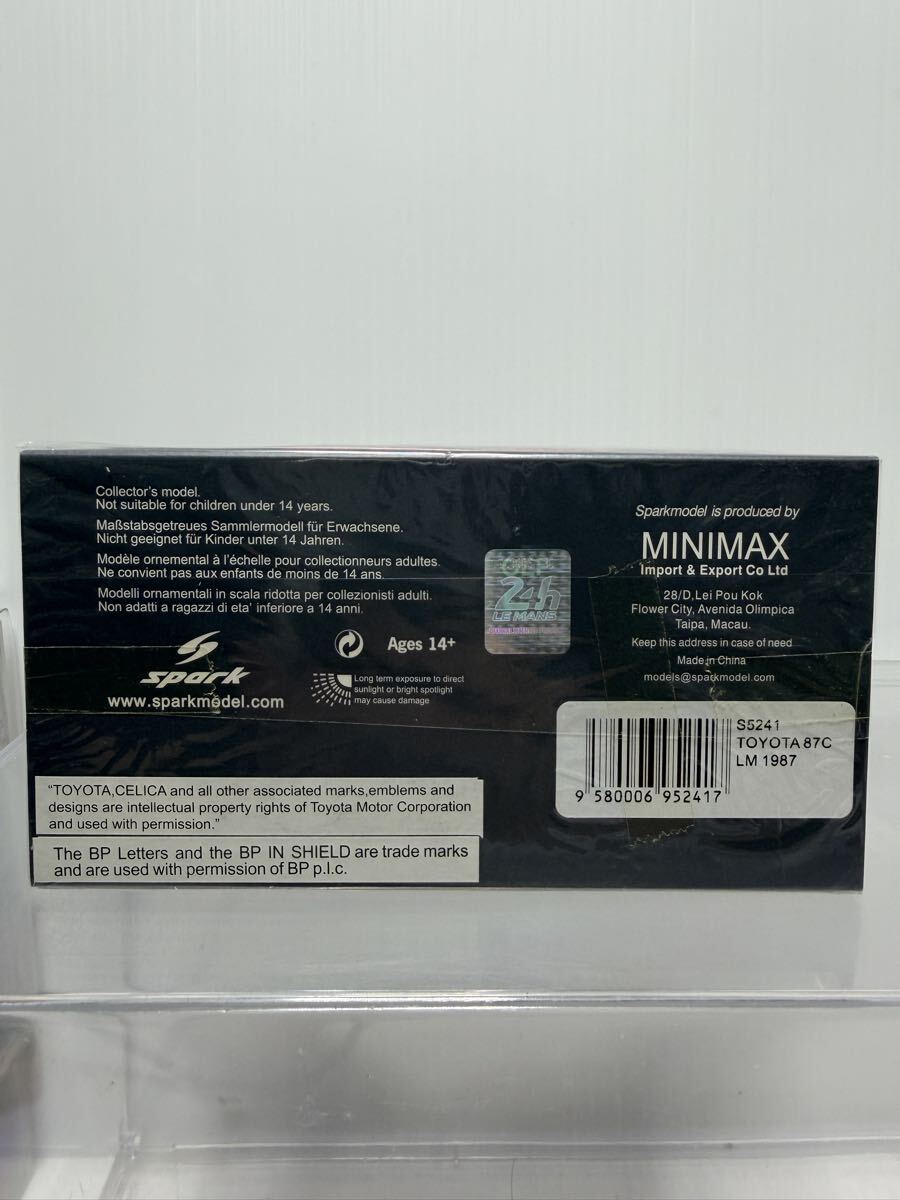 Collector's model.
Not suitable for children under 14 years.
Maßstabsgetreues Sammlermodell für Erwachsene.
Nicht geeignet für Kinder unter 14 Jahren.
Modèle ornemental à l'échelle pour collectionneurs adultes.
Ne convient pas aux enfants de moins de 14 ans.
Modelli ornamentali in scala ridotta per collezionisti adulti.
Non adatti a ragazzi di eta' inferiore a 14 anni.
spark
www.sparkmodel.com
Ages 14+
Long term exposure to direct
sunlight or bright spotlight
may cause damage
24h
LE MANS
Sparkmodel is produced by
MINIMAX
Import & Export Co Ltd
28/D,Lei Pou Kok
Flower City, Avenida Olimpica
Taipa, Macau.
Keep this address in case of need
Made in China
models@sparkmodel.com
S5241
TOYOTA 87C
LM 1987
9 580006 952417
"TOYOTA,CELICA and all other associated marks,emblems and
designs are intellectual property rights of Toyota Motor Corporation
and used with permission."
The BP Letters and the BP IN SHIELD are trade marks
and are used with permission of BP p.l.c.